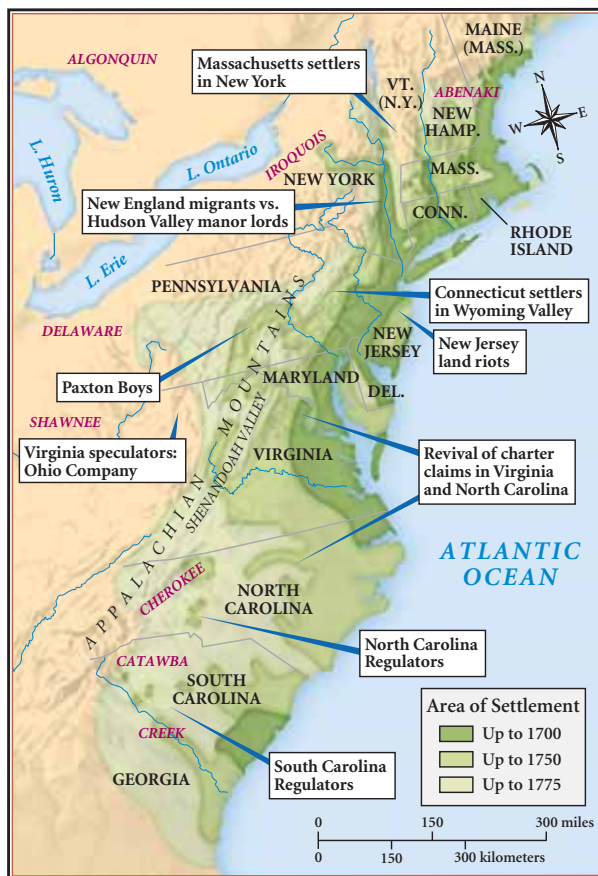 MAINE
(MASS.)
ALGONQUIN
Massachusetts settlers
in New York
VT.
(N.Y.)
ABENAKI
NEW
HAMP.
N
E
W
S
L. Huron
L. Ontario
IROQUOIS
NEW YORK
MASS.
New England migrants vs.
Hudson Valley manor lords
CONN.
RHODE
ISLAND
L. Erie
PENNSYLVANIA
Connecticut settlers
in Wyoming Valley
DELAWARE
NEW
JERSEY
New Jersey
land riots
Paxton Boys
MARYLAND
DEL.
SHAWNEE
APPALACHIAN MOUNTAINS
SHENANDOAH VALLEY
Virginia speculators:
Ohio Company
VIRGINIA
Revival of charter
claims in Virginia
and North Carolina
ATLANTIC
OCEAN
CHEROKEE
NORTH
CAROLINA
North Carolina
Regulators
CATAWBA
SOUTH
CAROLINA
CREEK
South Carolina
Regulators
GEORGIA
Area of Settlement
Up to 1700
Up to 1750
Up to 1775
0 150 300 miles
0 150 300 kilometers